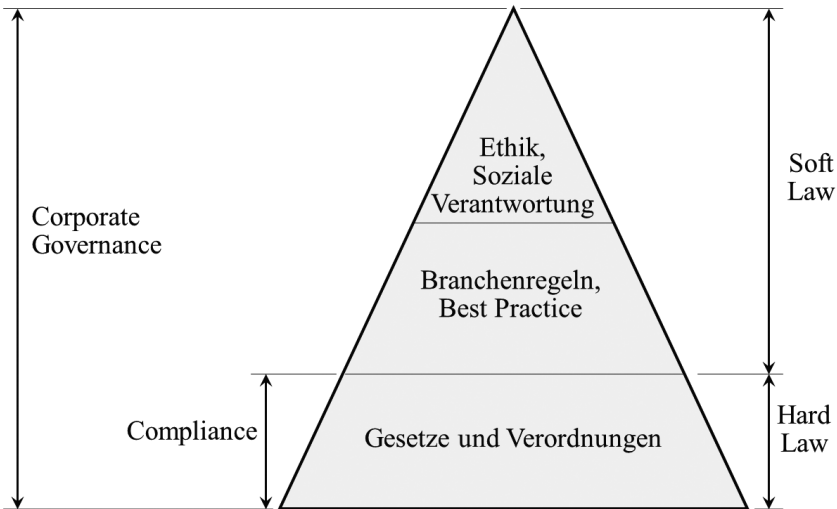 Ethik,
Soziale
Verantwortung
Soft
Law
Corporate
Governance
Branchenregeln,
Best Practice
Compliance
Gesetze und Verordnungen
Hard
Law